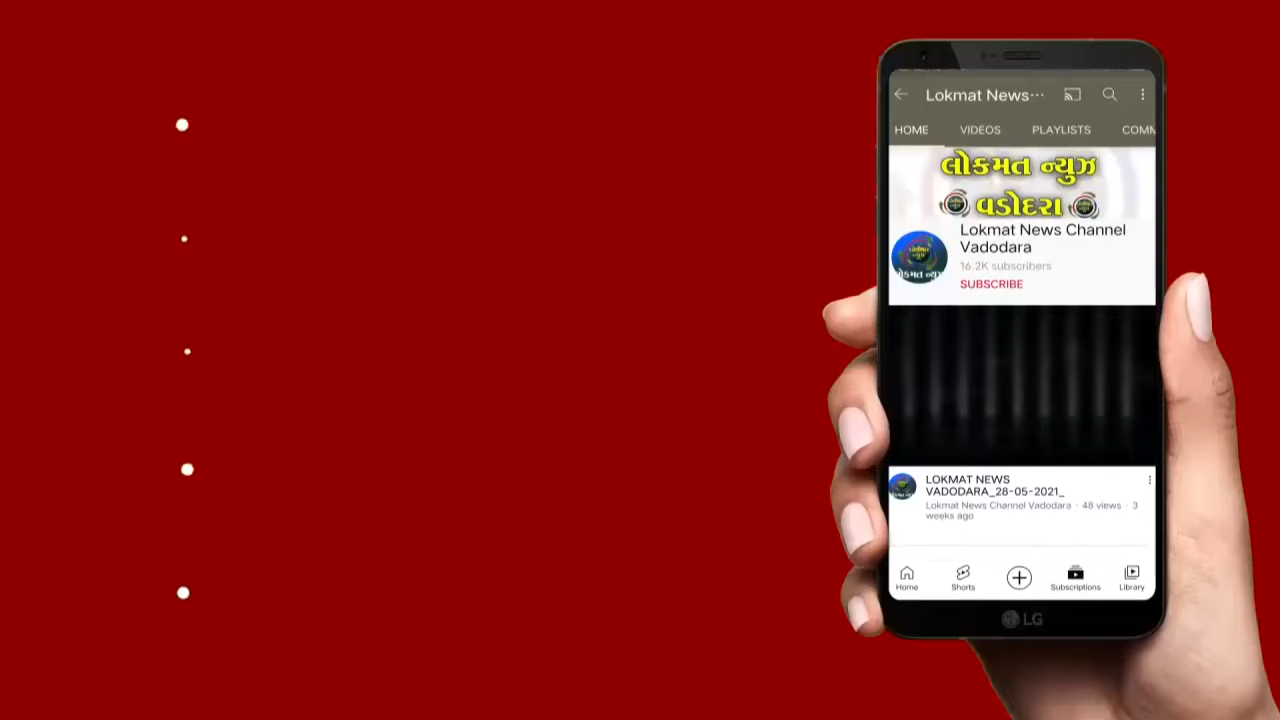 Lokmat News...
HOME VIDEOS PLAYLISTS COMM
લોકમત ન્યુઝ
વડોદરા
Lokmat News Channel
Vadodara
16.2K subscribers
SUBSCRIBE
LOKMAT NEWS
VADODARA_28-05-2021_
Lokmat News Channel Vadodara · 48 views · 3
weeks ago
Home Shorts Subscriptions Library
LG